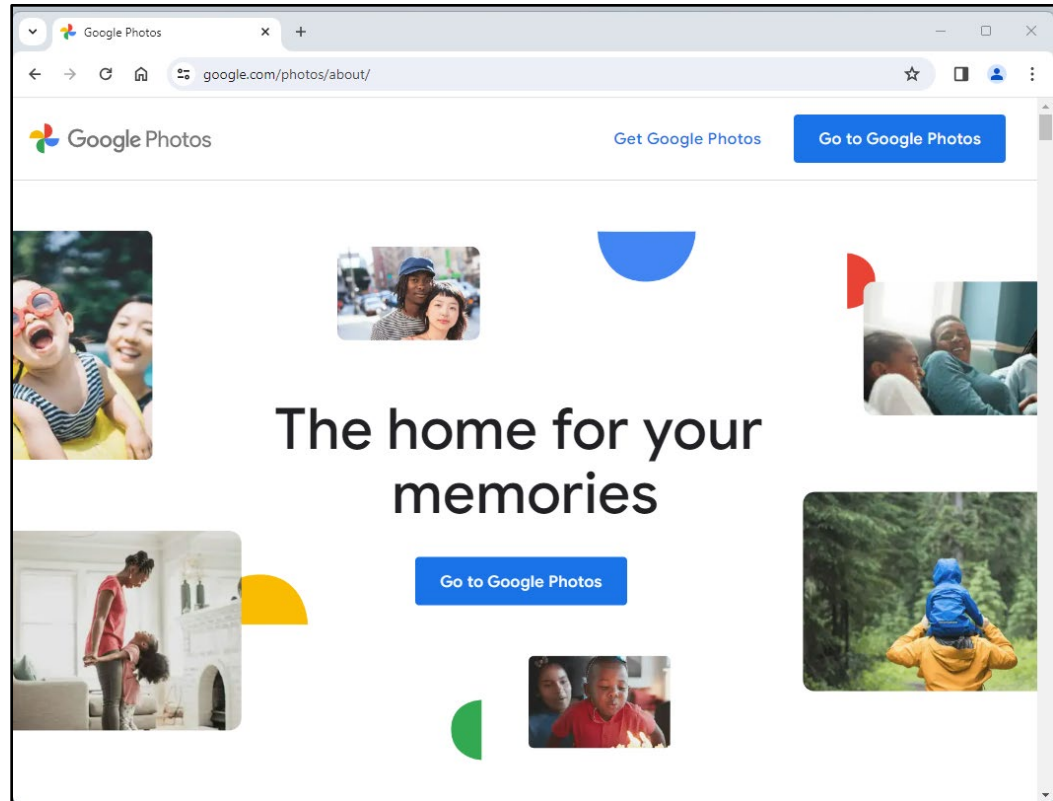 Google Photos
google.com/photos/about/
Google Photos
Get Google Photos
Go to Google Photos
The home for your
memories
Go to Google Photos